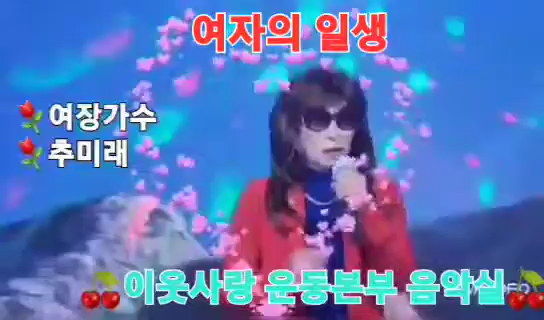 여자의 일생
여장가수
추미래
이웃사랑 운동본부 음악실